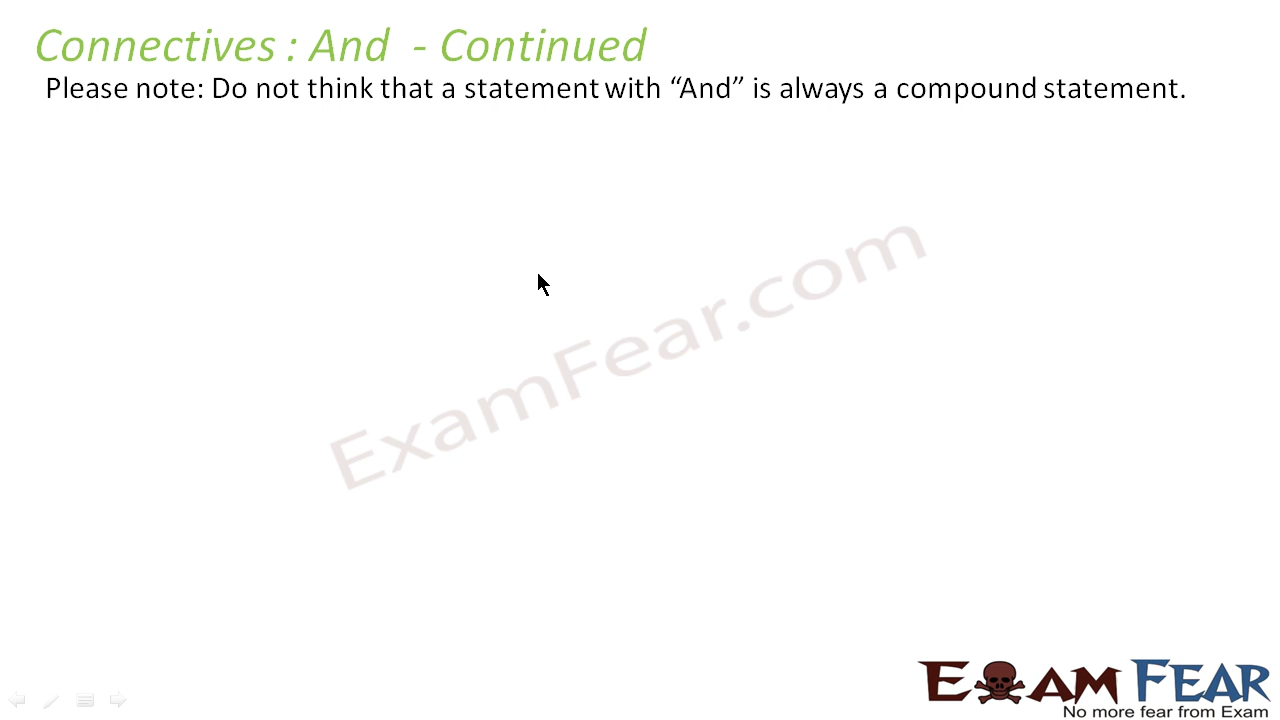 Connectives : And - Continued
Please note: Do not think that a statement with “And” is always a compound statement.
ExamFear.com
EXAM FEAR
No more fear from Exam